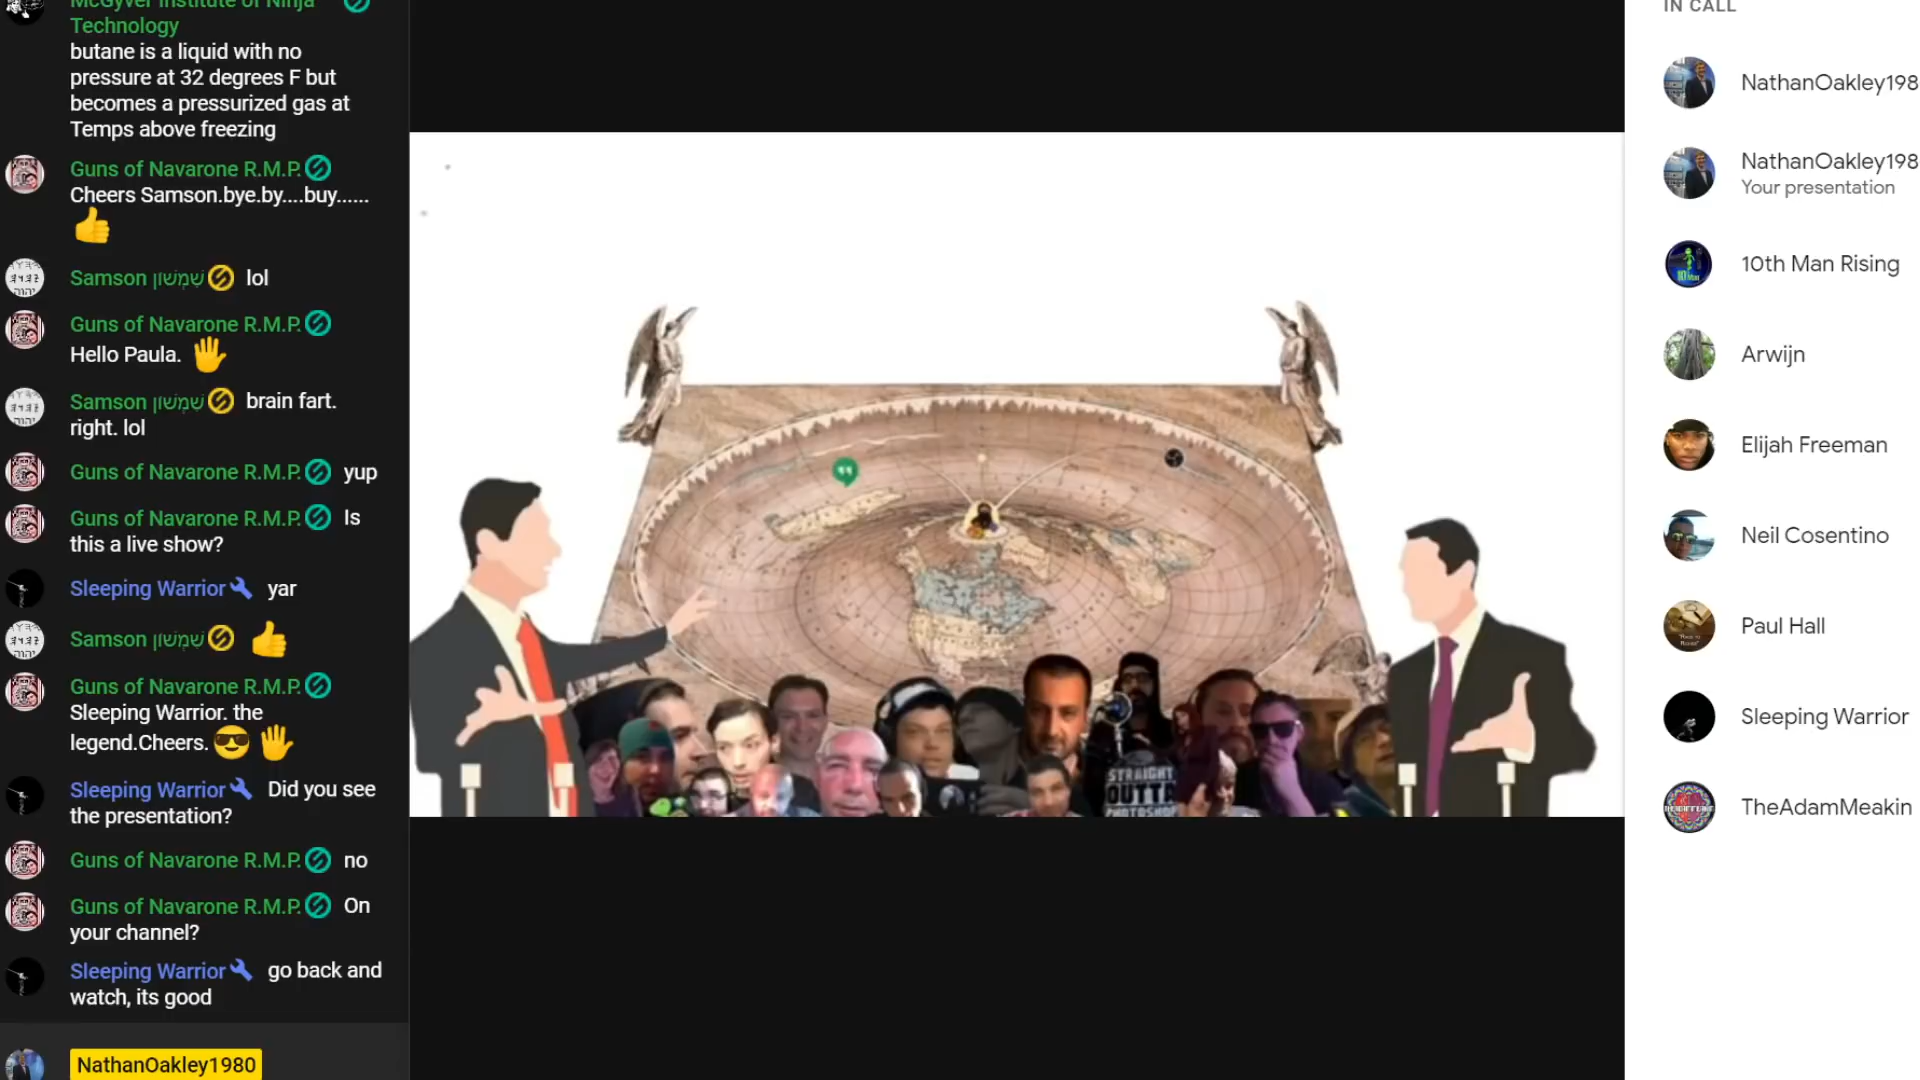 McGyver Institute of Ninja
Technology
butane is a liquid with no
pressure at 32 degrees F but
becomes a pressurized gas at
Temps above freezing
Guns of Navarone R.M.P.
Cheers Samson.bye.by....buy......
Samson שִׁמְשׁוֹן lol
Guns of Navarone R.M.P.
Hello Paula.
Samson שִׁמְשׁוֹן brain fart.
right. lol
Guns of Navarone R.M.P. yup
Guns of Navarone R.M.P. Is
this a live show?
Sleeping Warrior yar
Samson שִׁמְשׁוֹן
Guns of Navarone R.M.P.
Sleeping Warrior. the
legend.Cheers.
Sleeping Warrior Did you see
the presentation?
Guns of Navarone R.M.P. no
Guns of Navarone R.M.P. On
your channel?
Sleeping Warrior go back and
watch, its good
NathanOakley1980
STRAIGHT
OUTTA
PHOTOSHOP
IN CALL
NathanOakley198
NathanOakley198
Your presentation
10th Man Rising
Arwijn
Elijah Freeman
Neil Cosentino
Paul Hall
Sleeping Warrior
TheAdamMeakin